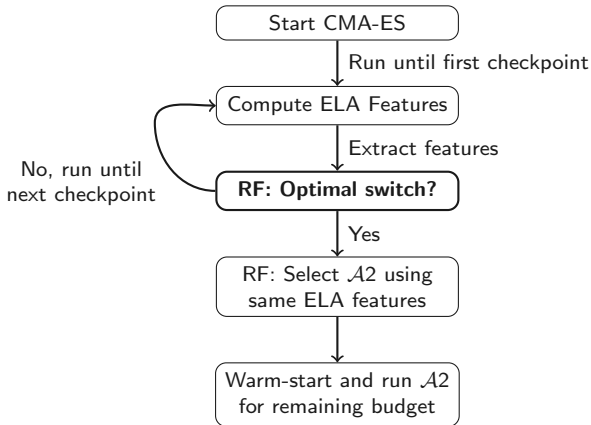 Start CMA-ES
Run until first checkpoint
Compute ELA Features
Extract features
No, run until
next checkpoint
RF: Optimal switch?
Yes
RF: Select 𝒜2 using
same ELA features
Warm-start and run 𝒜2
for remaining budget